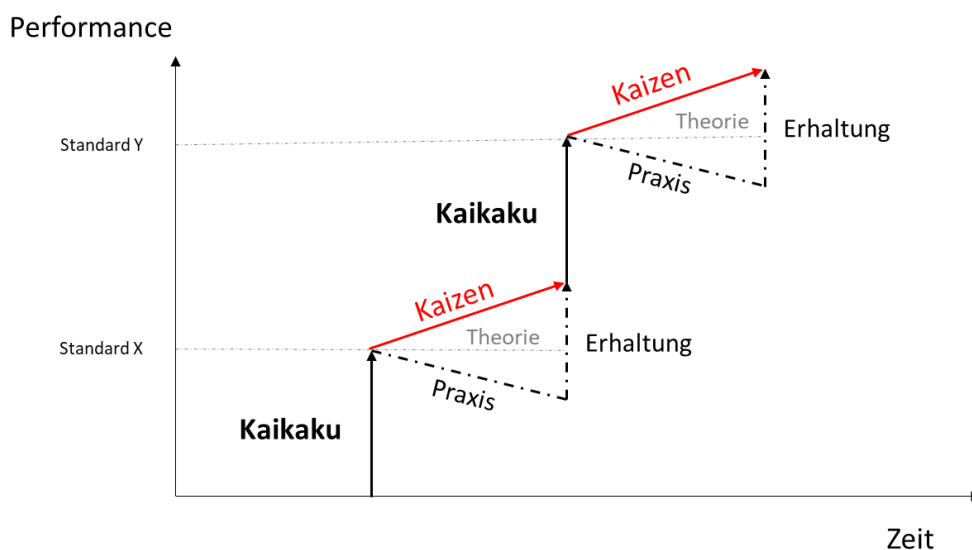 Performance
Kaizen
Theorie
Erhaltung
Standard Y
Praxis
Kaikaku
Kaizen
Theorie
Erhaltung
Standard X
Praxis
Kaikaku
Zeit